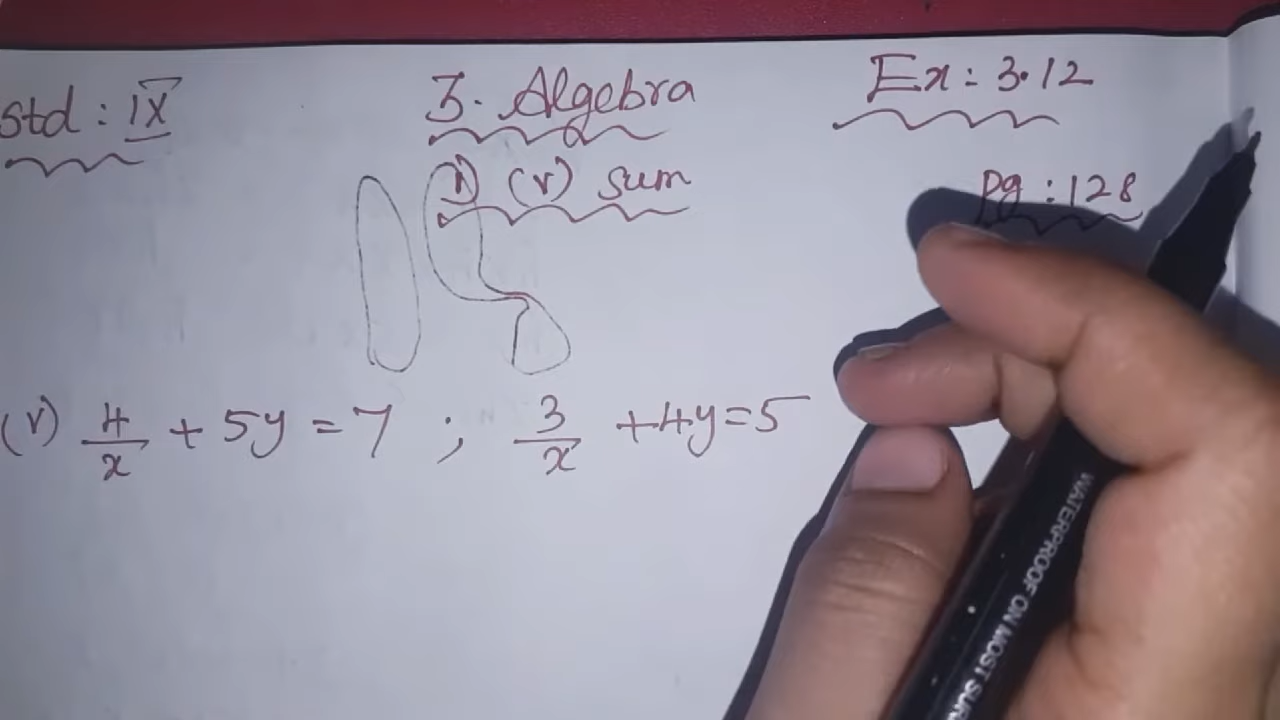 Std : IX
3. Algebra
Ex : 3.12
1) (v) sum
Pg : 128
(v) 4/x + 5y = 7 ; 3/x + 4y = 5
WATERPROOF ON MOST SUR